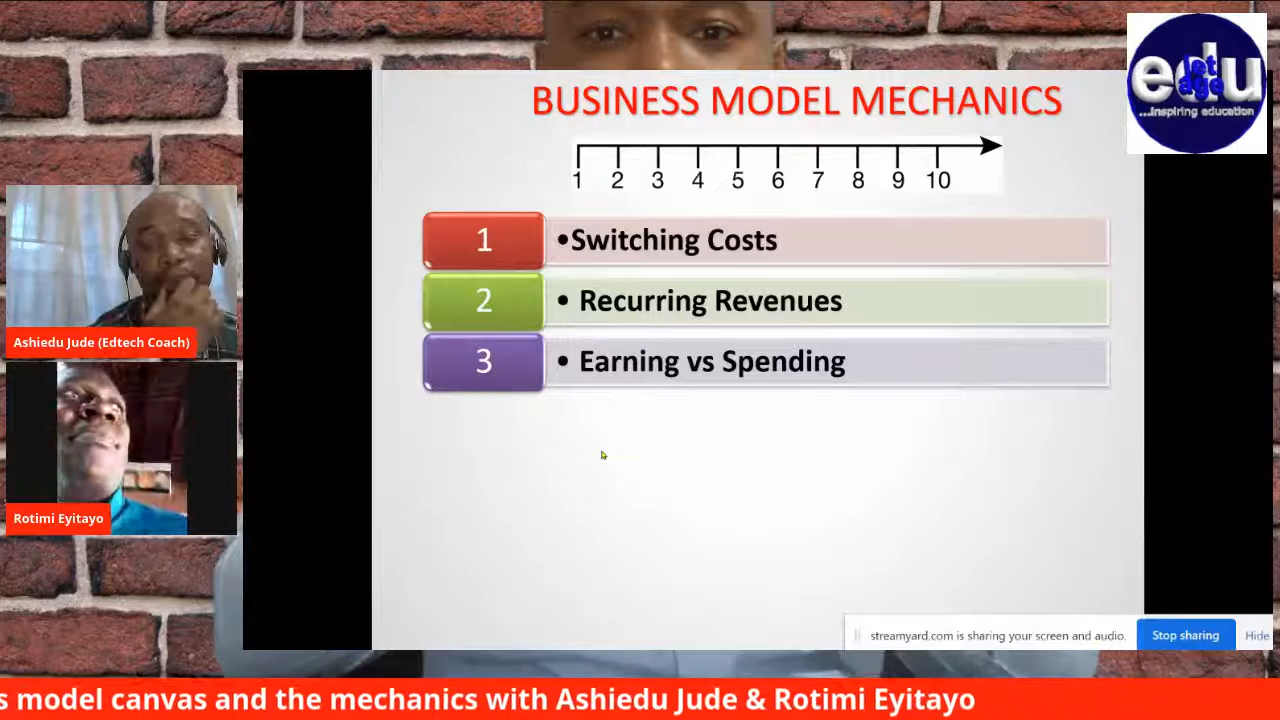 BUSINESS MODEL MECHANICS
1 2 3 4 5 6 7 8 9 10
1 •Switching Costs
2 • Recurring Revenues
3 • Earning vs Spending
edu
let
age
...inspiring education
Ashiedu Jude (Edtech Coach)
Rotimi Eyitayo
streamyard.com is sharing your screen and audio. Stop sharing Hide
s model canvas and the mechanics with Ashiedu Jude & Rotimi Eyitayo